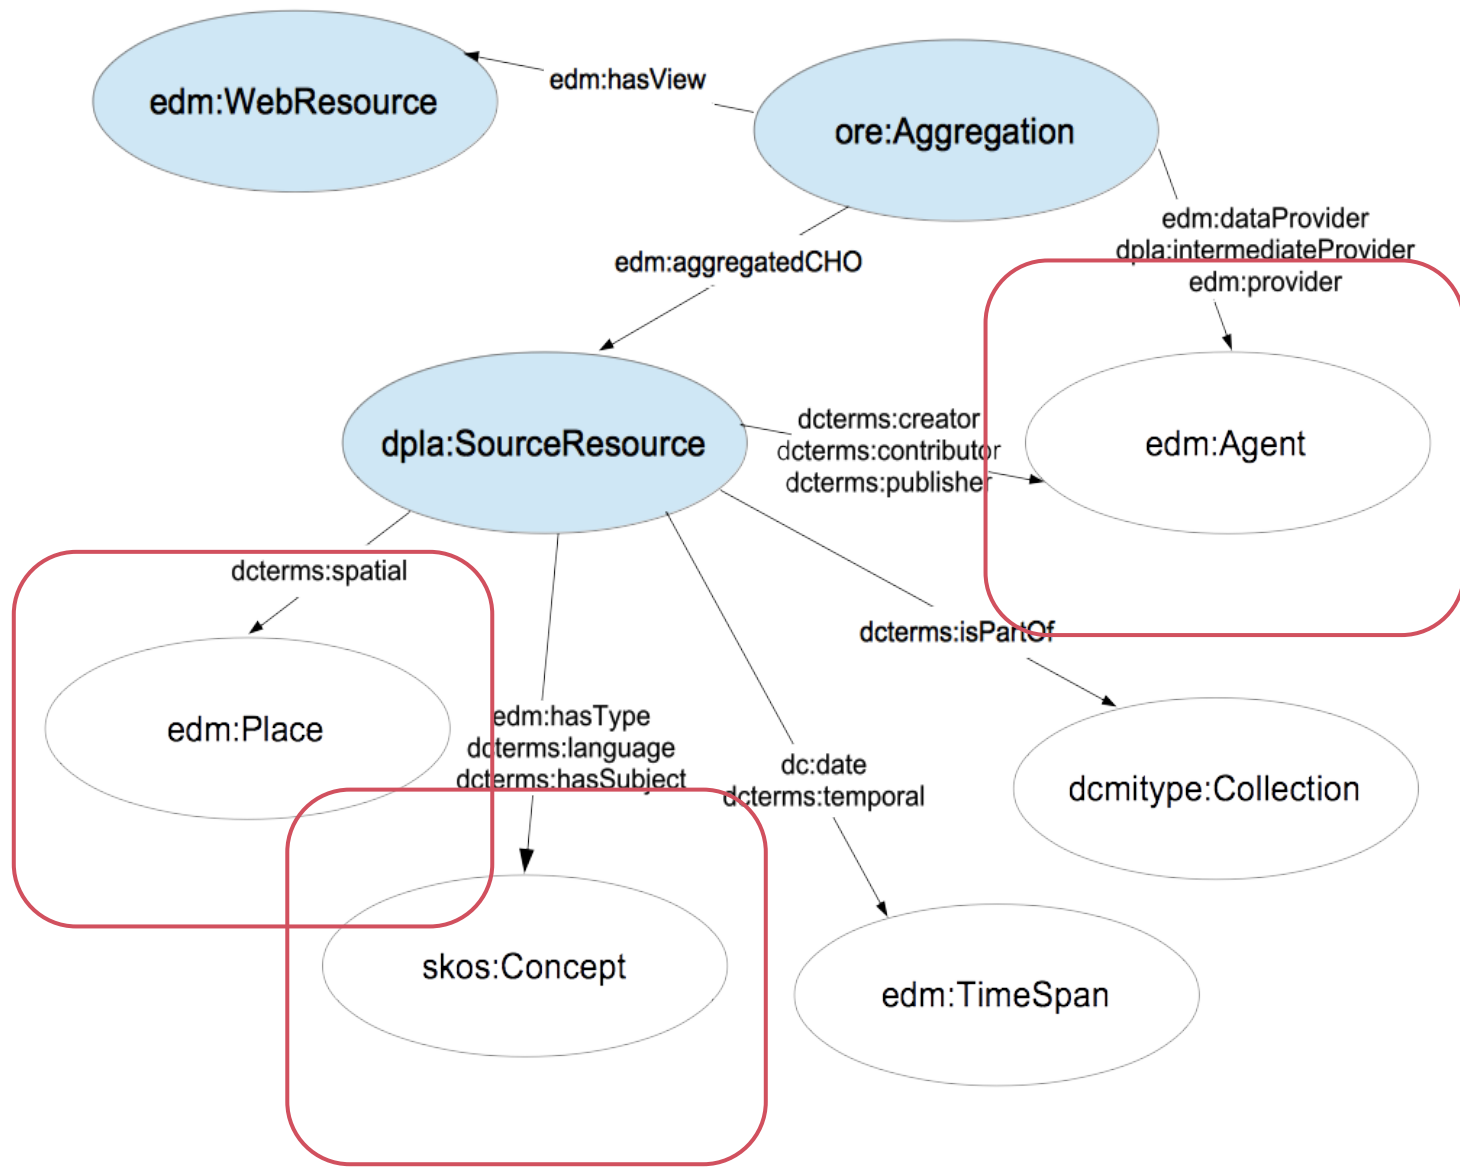 edm:WebResource
edm:hasView
ore:Aggregation
edm:dataProvider
dpla:intermediateProvider
edm:provider
edm:aggregatedCHO
dpla:SourceResource
dcterms:creator
dcterms:contributor
dcterms:publisher
edm:Agent
dcterms:spatial
dcterms:isPartOf
edm:Place
edm:hasType
dcterms:language
dcterms:hasSubject
dc:date
dcterms:temporal
dcmitype:Collection
skos:Concept
edm:TimeSpan